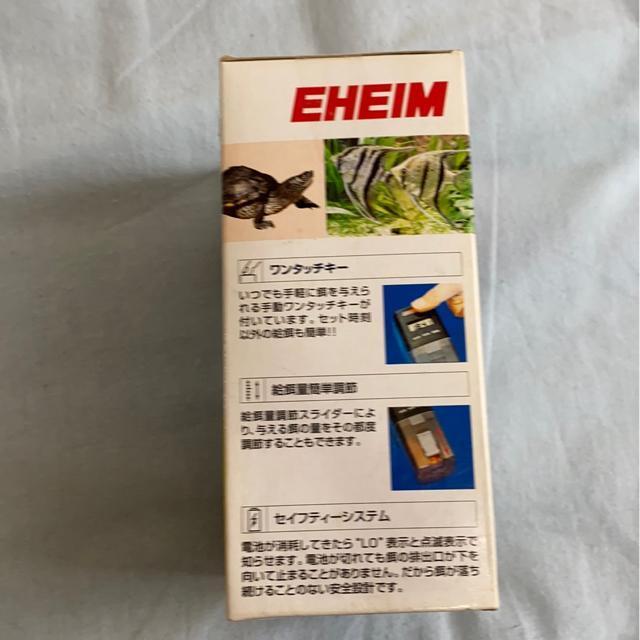 EHEIM
ワンタッチキー
いつでも手軽に餌を与えら
れる手動ワンタッチキーが
付いています。セット時刻
以外の給餌も簡単!!
給餌量簡単調節
給餌量調節スライダーによ
り、与える餌の量をその都度
調節することもできます。
セイフティーシステム
電池が消耗してきたら"LO"表示と点滅表示で
知らせます。電池が切れても餌の排出口が下を
向いて止まることがありません。だから餌が落ち
続けることのない安全設計です。